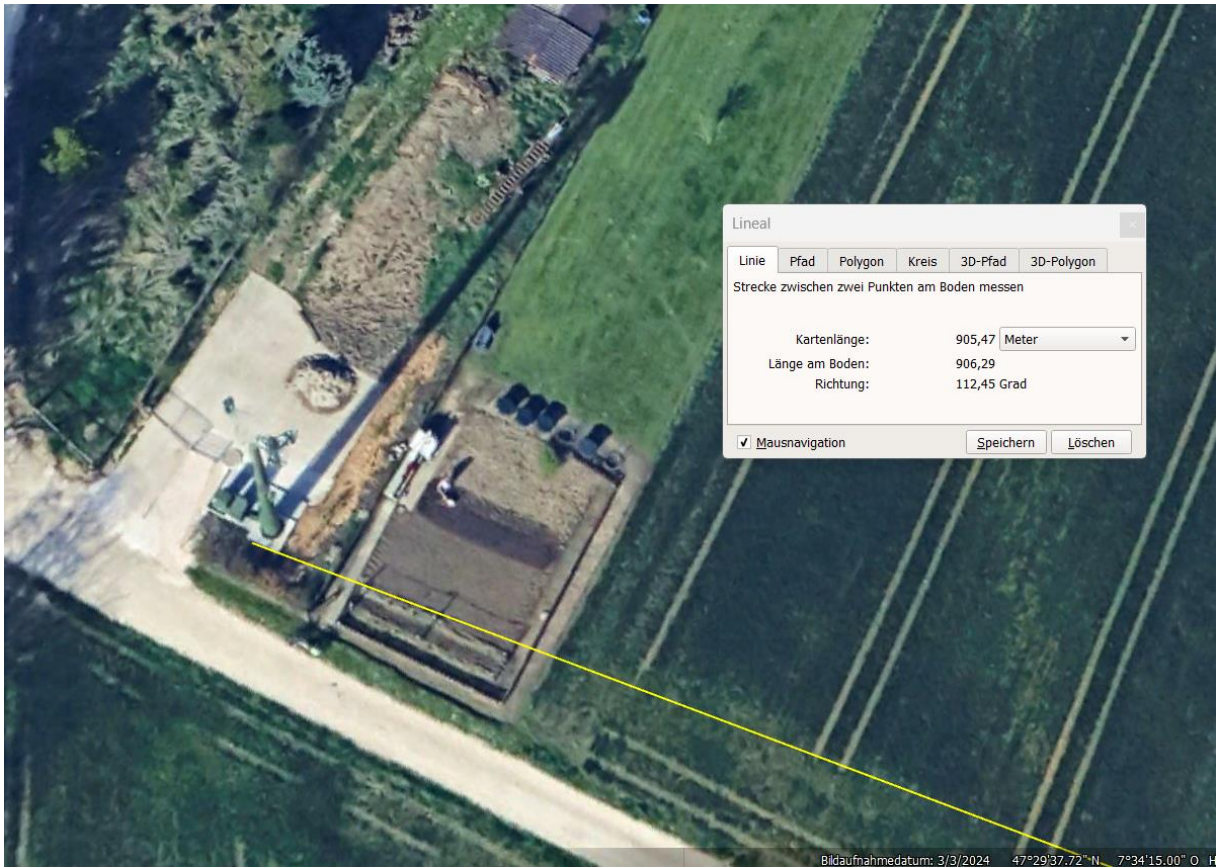 Lineal
Linie Pfad Polygon Kreis 3D-Pfad 3D-Polygon
Strecke zwischen zwei Punkten am Boden messen
Kartenlänge: 905,47 Meter
Länge am Boden: 906,29
Richtung: 112,45 Grad
Mausnavigation Speichern Löschen
Bildaufnahmedatum: 3/3/2024 47°29'37.72" N 7°34'15.00" O H